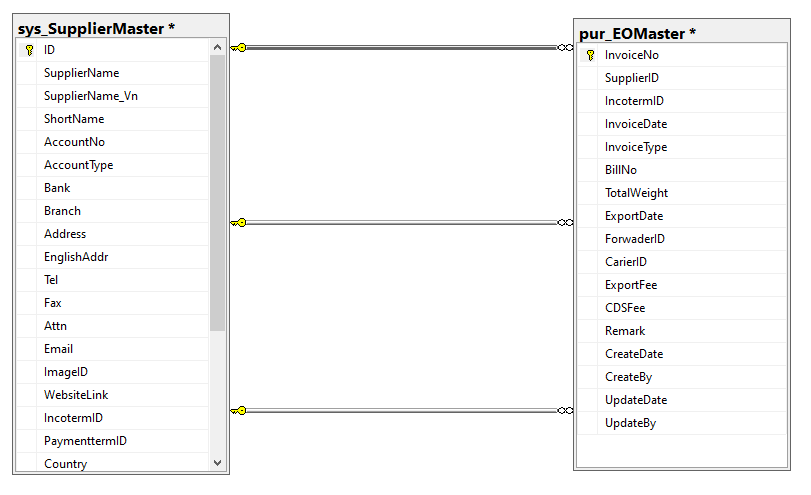 sys_SupplierMaster *
ID
SupplierName
SupplierName_Vn
ShortName
AccountNo
AccountType
Bank
Branch
Address
EnglishAddr
Tel
Fax
Attn
Email
ImageID
WebsiteLink
IncotermID
PaymenttermID
Country
pur_EOMaster *
InvoiceNo
SupplierID
IncotermID
InvoiceDate
InvoiceType
BillNo
TotalWeight
ExportDate
ForwaderID
CarierID
ExportFee
CDSFee
Remark
CreateDate
CreateBy
UpdateDate
UpdateBy